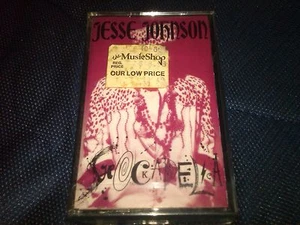 JESSE JOHNSON
The Music Shop
REG.
PRICE
OUR LOW PRICE
SHOCKADELICA